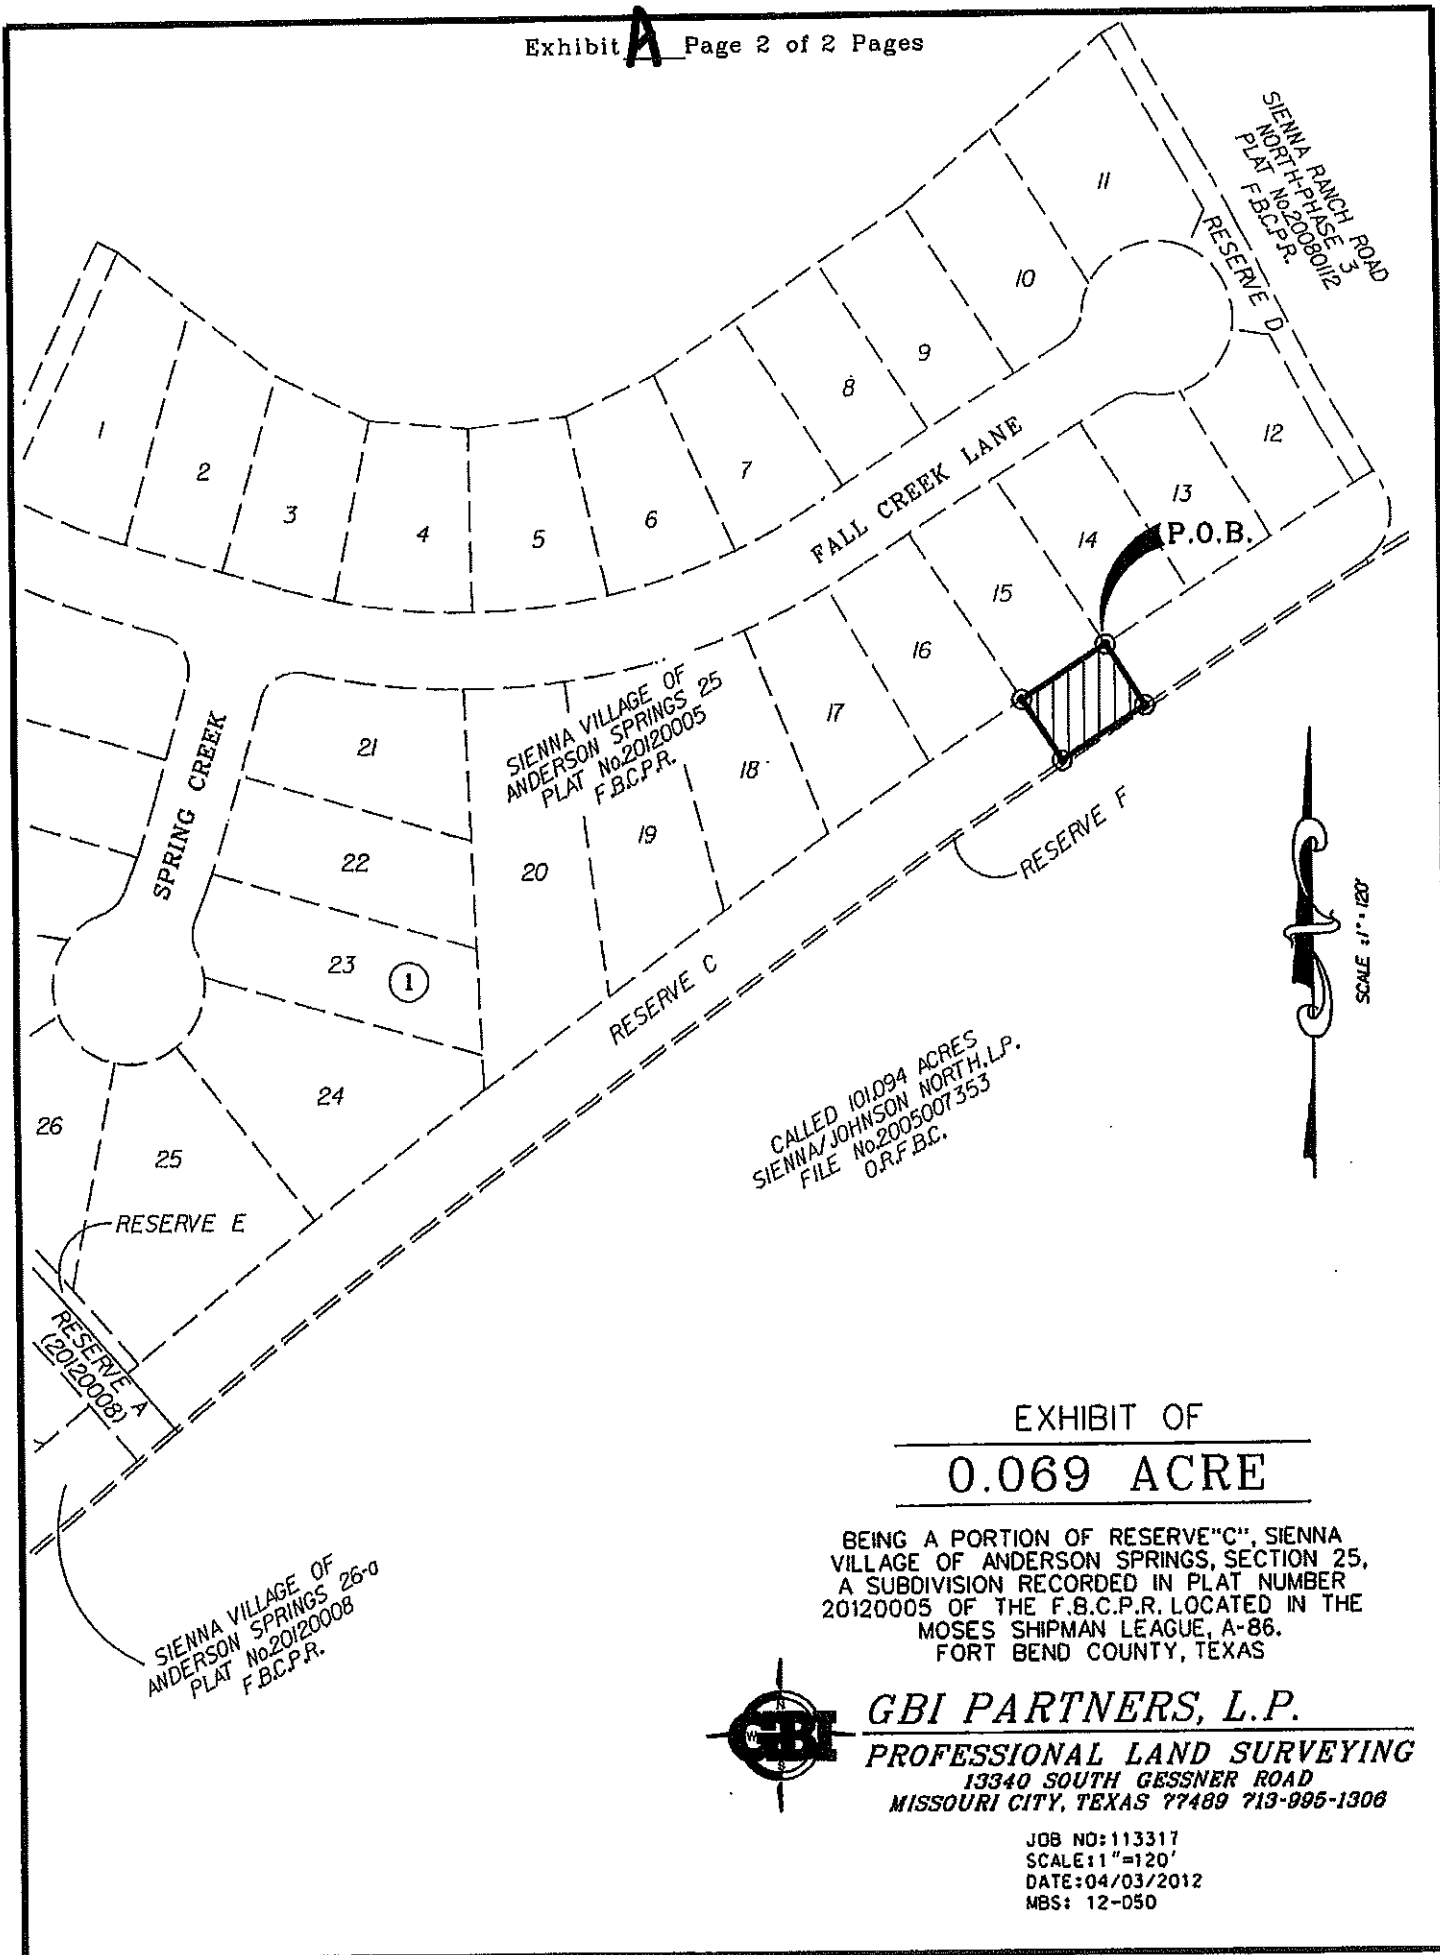 Exhibit A Page 2 of 2 Pages
SIENNA RANCH ROAD
NORTH-PHASE 3
PLAT No.20080112
F.B.C.P.R.
RESERVE D
11
10
9
8
7
6
5
4
3
2
1
12
13
14
15
16
17
18
19
20
21
22
23
24
25
26
1
P.O.B.
FALL CREEK LANE
SPRING CREEK
SIENNA VILLAGE OF
ANDERSON SPRINGS 25
PLAT No.20120005
F.B.C.P.R.
RESERVE F
RESERVE C
SCALE :1"=120'
CALLED 101.094 ACRES
SIENNA/JOHNSON NORTH, L.P.
FILE No.2005007353
O.R.F.B.C.
RESERVE E
RESERVE A
(20120008)
SIENNA VILLAGE OF
ANDERSON SPRINGS 26-a
PLAT No.20120008
F.B.C.P.R.
EXHIBIT OF
0.069 ACRE
BEING A PORTION OF RESERVE"C", SIENNA
VILLAGE OF ANDERSON SPRINGS, SECTION 25,
A SUBDIVISION RECORDED IN PLAT NUMBER
20120005 OF THE F.B.C.P.R. LOCATED IN THE
MOSES SHIPMAN LEAGUE, A-86.
FORT BEND COUNTY, TEXAS
N
W
GBI
S
GBI PARTNERS, L.P.
PROFESSIONAL LAND SURVEYING
13340 SOUTH GESSNER ROAD
MISSOURI CITY, TEXAS 77489 713-995-1306
JOB NO:113317
SCALE:1"=120'
DATE:04/03/2012
MBS: 12-050